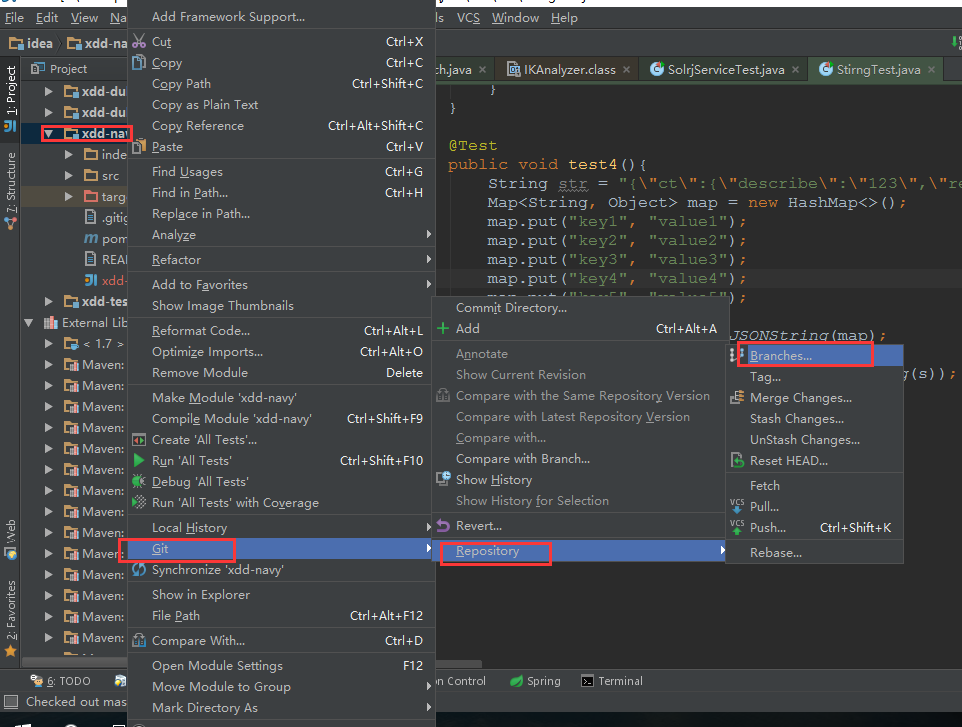 Add Framework Support...
File Edit View Na ls VCS Window Help
idea xdd-na
Cut Ctrl+X
Copy Ctrl+C
Copy Path Ctrl+Shift+C
Copy as Plain Text
Copy Reference Ctrl+Alt+Shift+C
Paste Ctrl+V
Find Usages Ctrl+G
Find in Path... Ctrl+H
Replace in Path...
Analyze
Refactor
Add to Favorites
Show Image Thumbnails
Reformat Code... Ctrl+Alt+L
Optimize Imports... Ctrl+Alt+O
Remove Module Delete
Make Module 'xdd-navy'
Compile Module 'xdd-navy' Ctrl+Shift+F9
Create 'All Tests'...
Run 'All Tests' Ctrl+Shift+F10
Debug 'All Tests'
Run 'All Tests' with Coverage
Local History
Git
Synchronize 'xdd-navy'
Show in Explorer
File Path Ctrl+Alt+F12
Compare With... Ctrl+D
Open Module Settings F12
Move Module to Group
Mark Directory As
1: Project
7: Structure
Web
2: Favorites
Project
xdd-du
xdd-du
xdd-nav
inde
src
targ
.gitig
pom
REA
xdd-
xdd-tes
External Lib
< 1.7 >
Maven:
Maven:
Maven:
Maven:
Maven:
Maven:
Maven:
Maven:
Maven:
Maven:
Maven:
Maven:
Maven:
Maven:
ch.java IKAnalyzer.class SolrjServiceTest.java StirngTest.java
}
}
@Test
public void test4(){
String str = "{\"ct\":{\"describe\":\"123\",\"re
Map<String, Object> map = new HashMap<>();
map.put("key1", "value1");
map.put("key2", "value2");
map.put("key3", "value3");
map.put("key4", "value4");
map.put("key5", "value5");
JSONString(map);
g(s));
Commit Directory...
Add Ctrl+Alt+A
Annotate
Show Current Revision
Compare with the Same Repository Version
Compare with Latest Repository Version
Compare with...
Compare with Branch...
Show History
Show History for Selection
Revert...
Repository
Branches...
Tag...
Merge Changes...
Stash Changes...
UnStash Changes...
Reset HEAD...
Fetch
VCS Pull...
VCS Push... Ctrl+Shift+K
Rebase...
6: TODO n Control Spring Terminal
Checked out mas